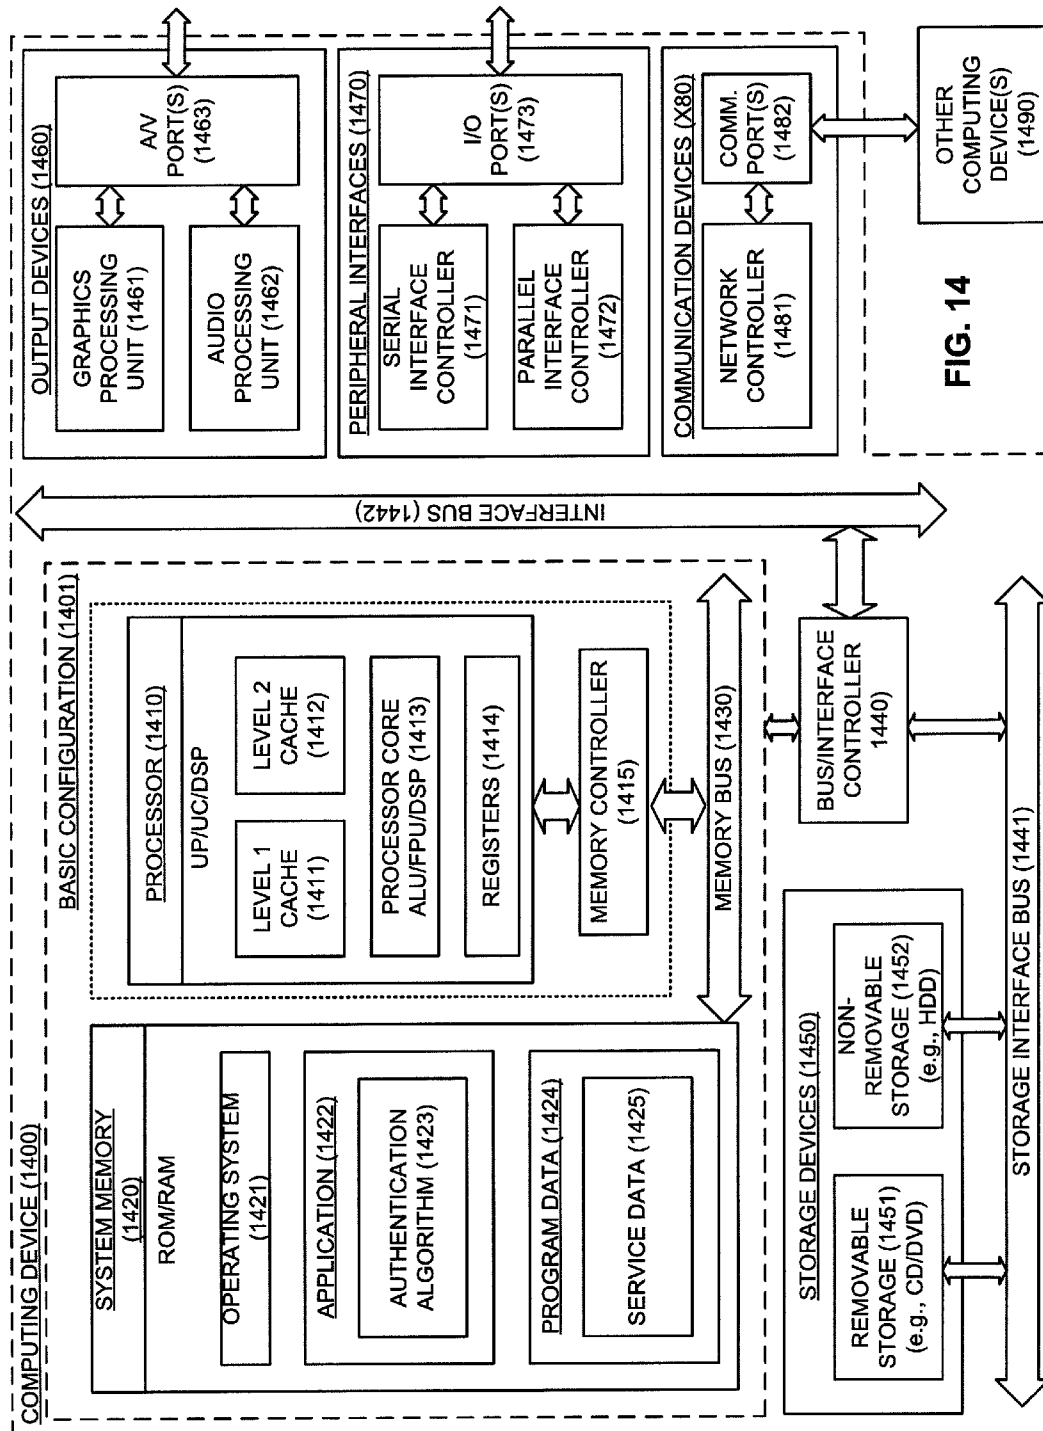 COMPUTING DEVICE (1400)
BASIC CONFIGURATION (1401)
SYSTEM MEMORY
(1420)
ROM/RAM
OPERATING SYSTEM
(1421)
APPLICATION (1422)
AUTHENTICATION
ALGORITHM (1423)
PROGRAM DATA (1424)
SERVICE DATA (1425)
PROCESSOR (1410)
UP/UC/DSP
LEVEL 1
CACHE
(1411)
LEVEL 2
CACHE
(1412)
PROCESSOR CORE
ALU/FPU/DSP (1413)
REGISTERS (1414)
MEMORY CONTROLLER
(1415)
MEMORY BUS (1430)
STORAGE DEVICES (1450)
REMOVABLE
STORAGE (1451)
(e.g., CD/DVD)
NON-
REMOVABLE
STORAGE (1452)
(e.g., HDD)
BUS/INTERFACE
CONTROLLER
1440
STORAGE INTERFACE BUS (1441)
INTERFACE BUS (1442)
OUTPUT DEVICES (1460)
GRAPHICS
PROCESSING
UNIT (1461)
AUDIO
PROCESSING
UNIT (1462)
A/V
PORT(S)
(1463)
PERIPHERAL INTERFACES (1470)
SERIAL
INTERFACE
CONTROLLER
(1471)
PARALLEL
INTERFACE
CONTROLLER
(1472)
I/O
PORT(S)
(1473)
COMMUNICATION DEVICES (X80)
NETWORK
CONTROLLER
(1481)
COMM.
PORT(S)
(1482)
OTHER
COMPUTING
DEVICE(S)
(1490)
FIG. 14